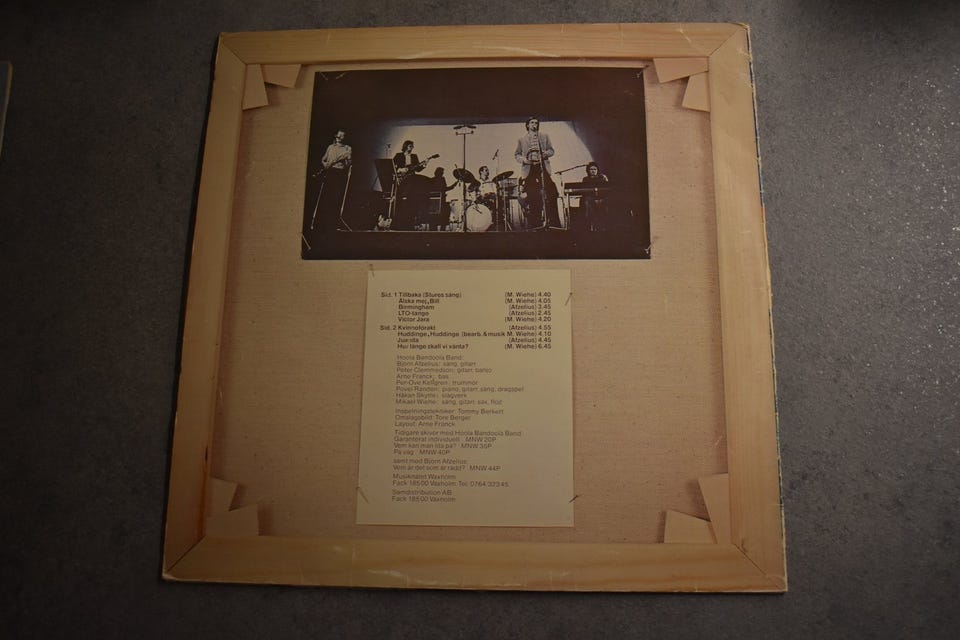 Sid. 1 Tillbaka (Stures sång) (M. Wiehe) 4.40
Älska mej, Bill (M. Wiehe) 4.05
Birmingham (Afzelius) 3.45
LTO-tango (Afzelius) 2.45
Victor Jara (M. Wiehe) 4.20
Sid. 2 Kvinnoförakt (Afzelius) 4.55
Huddinge, Huddinge (bearb. & musik M. Wiehe) 4.10
Juanita (Afzelius) 4.45
Hur länge skall vi vänta? (M. Wiehe) 6.45
Hoola Bandoola Band:
Björn Afzelius: sång, gitarr
Peter Clemmedson: gitarr, banjo
Arne Franck: bas
Per-Ove Kellgren: trummor
Povel Randén: piano, gitarr, sång, dragspel
Håkan Skytte: slagverk
Mikael Wiehe: sång, gitarr, sax, flöjt
Inspelningstekniker: Tommy Berkert
Omslagsbild: Tore Berger
Layout: Arne Franck
Tidigare skivor med Hoola Bandoola Band:
Garanterat individuell MNW 20P
Vem kan man lita på? MNW 35P
På väg MNW 40P
samt med Björn Afzelius:
Vem är det som är rädd? MNW 44P
Musiknätet Waxholm
Fack 185 00 Vaxholm. Tel. 0764.323 45
Samdistribution AB
Fack 185 00 Vaxholm